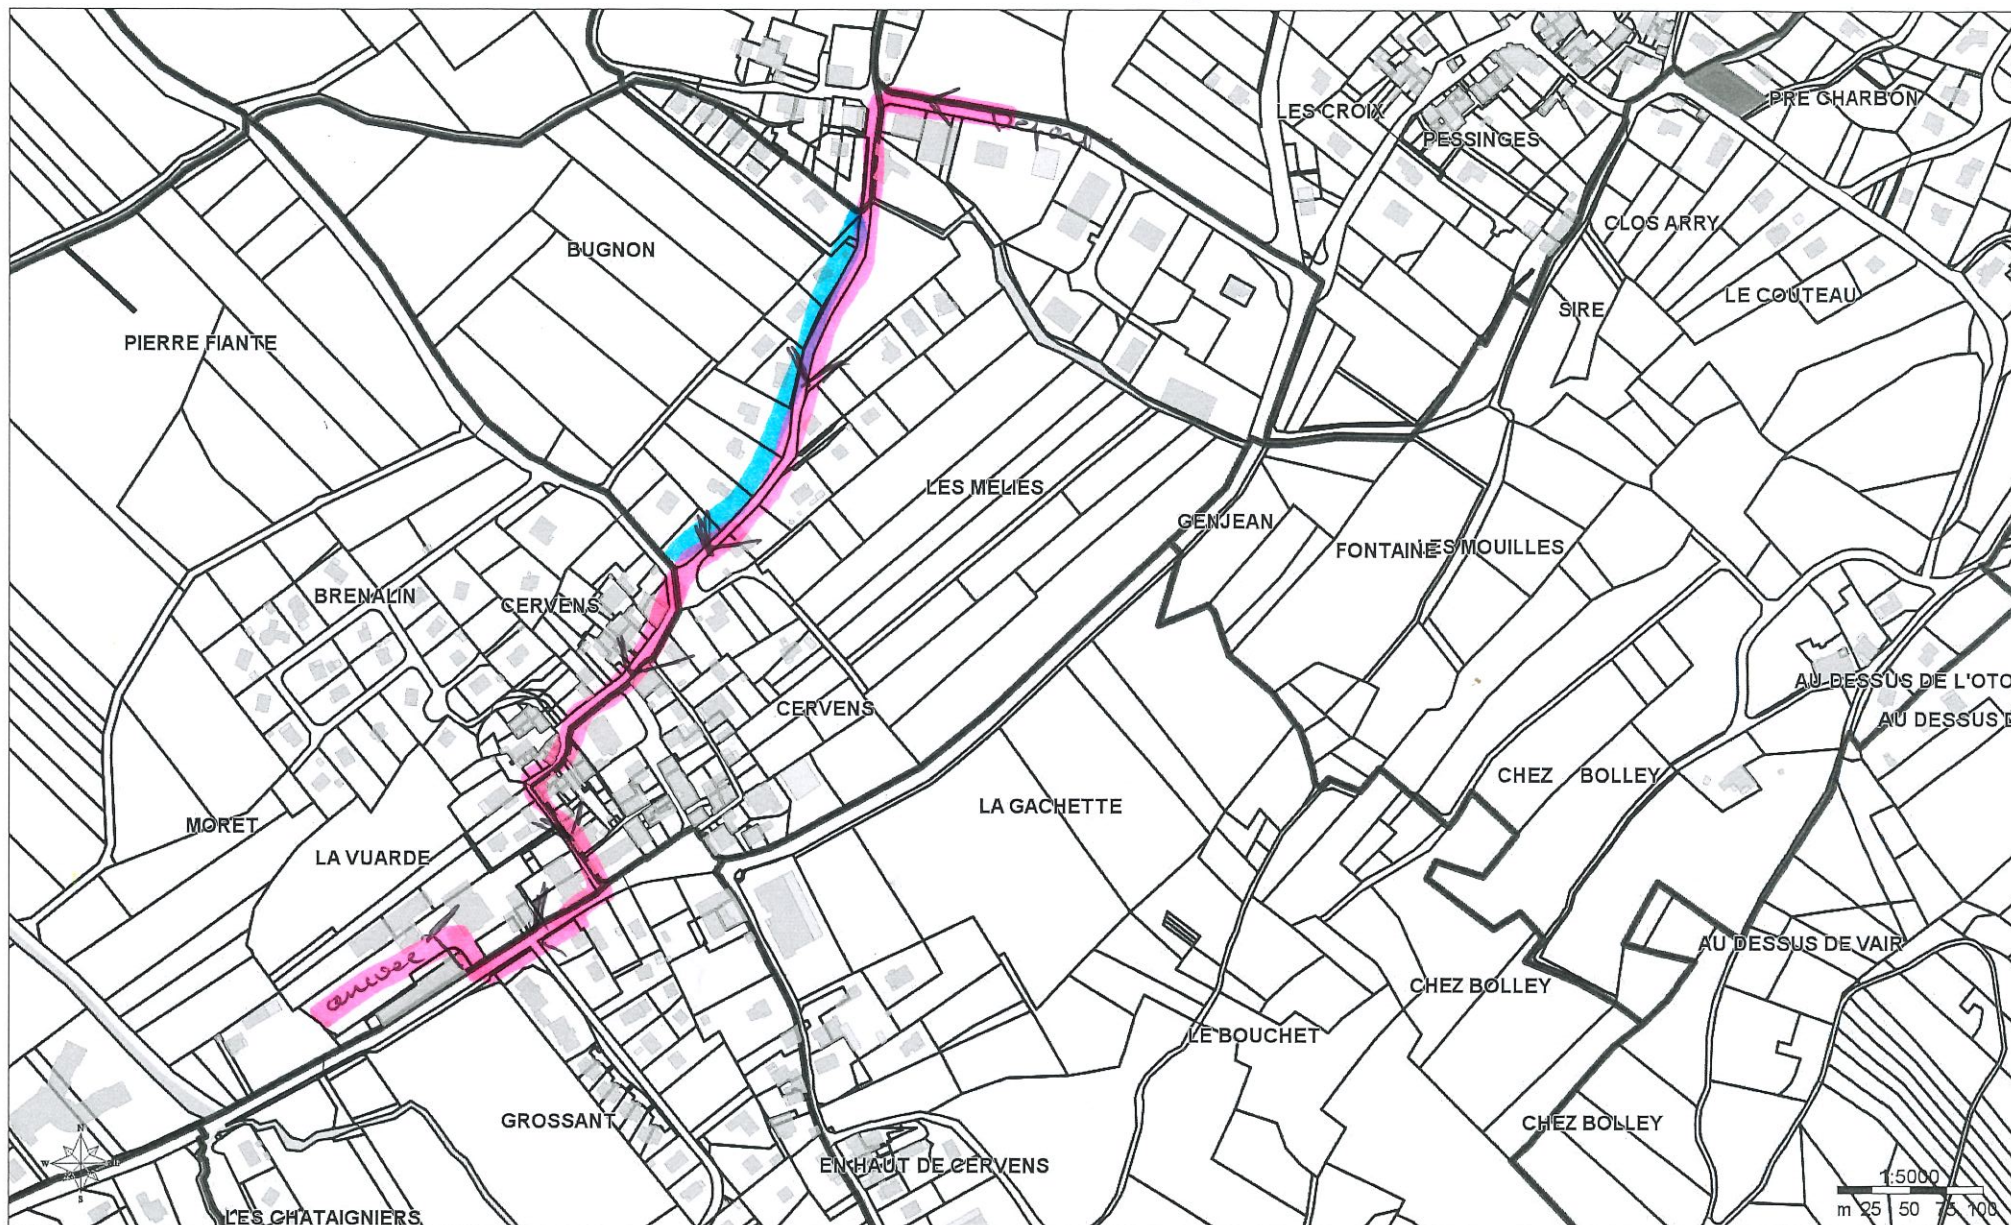 PRE CHARBON
LES CROIX
PESSINGES
CLOS ARRY
BUGNON
LE COUTEAU
SIRE
PIERRE FIANTE
LES MELIES
GENJEAN
FONTAINE
LES MOUILLES
BRENALIN
CERVENS
AU DESSUS DE L'OTO
CERVENS
AU DESSUS D
CHEZ BOLLEY
LA GACHETTE
MORET
LA VUARDE
AU DESSUS DE VAIR
arrivée
CHEZ BOLLEY
LE BOUCHET
GROSSANT
CHEZ BOLLEY
N
W
S
EN HAUT DE CERVENS
1:5000
LES CHATAIGNIERS
m 25 50 75 100